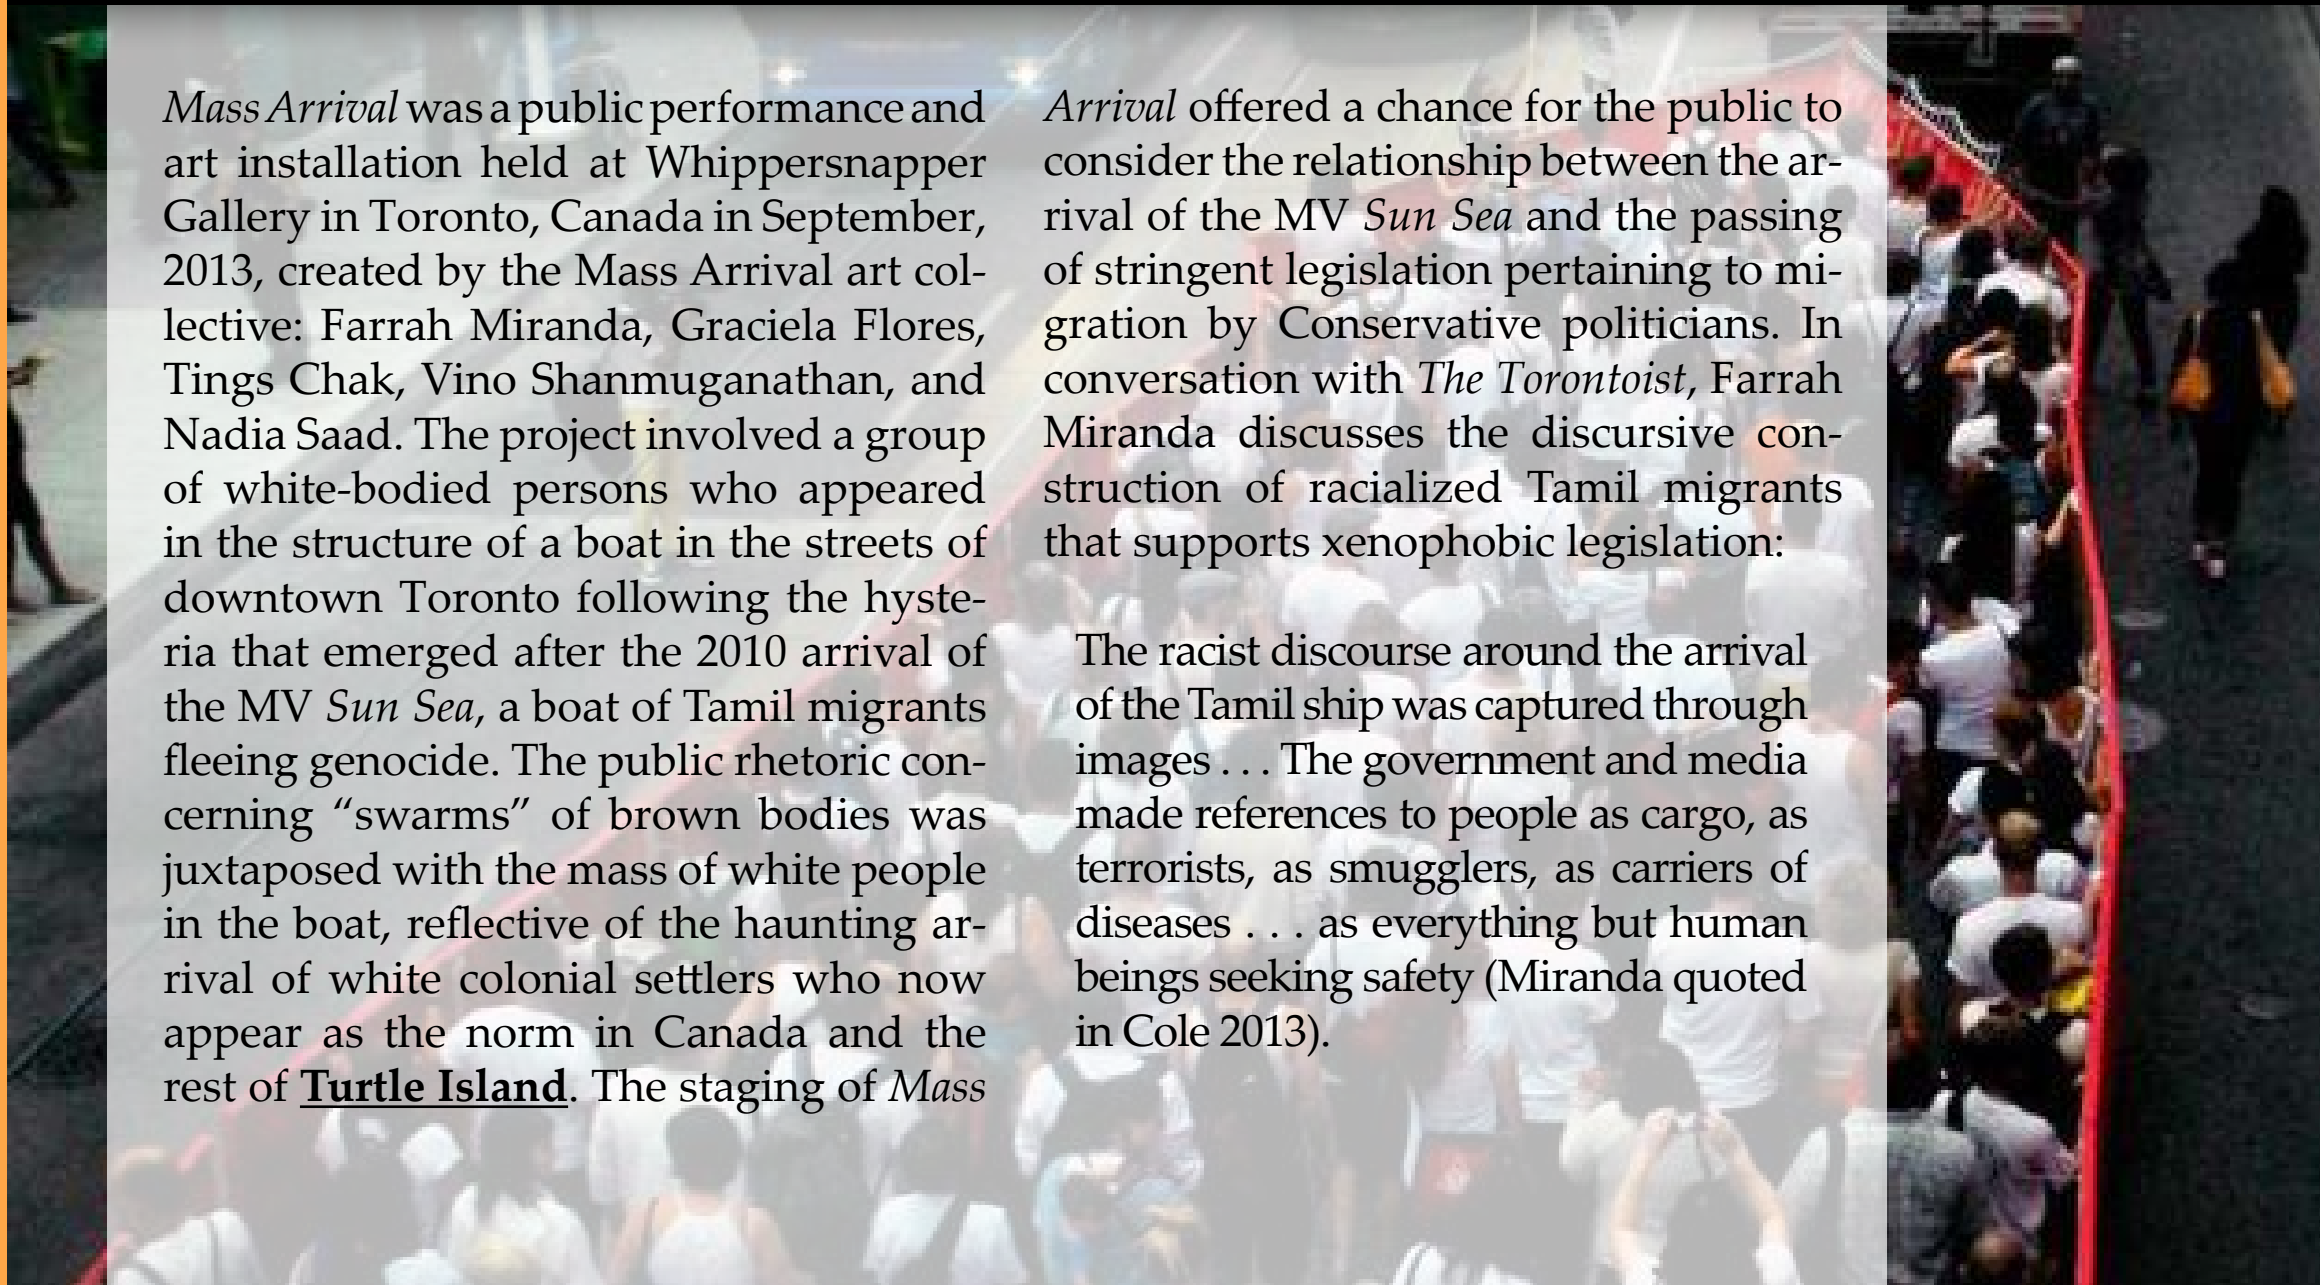 Mass Arrival was a public performance and
art installation held at Whippersnapper
Gallery in Toronto, Canada in September,
2013, created by the Mass Arrival art col-
lective: Farrah Miranda, Graciela Flores,
Tings Chak, Vino Shanmuganathan, and
Nadia Saad. The project involved a group
of white-bodied persons who appeared
in the structure of a boat in the streets of
downtown Toronto following the hyste-
ria that emerged after the 2010 arrival of
the MV Sun Sea, a boat of Tamil migrants
fleeing genocide. The public rhetoric con-
cerning “swarms” of brown bodies was
juxtaposed with the mass of white people
in the boat, reflective of the haunting ar-
rival of white colonial settlers who now
appear as the norm in Canada and the
rest of Turtle Island. The staging of Mass
Arrival offered a chance for the public to
consider the relationship between the ar-
rival of the MV Sun Sea and the passing
of stringent legislation pertaining to mi-
gration by Conservative politicians. In
conversation with The Torontoist, Farrah
Miranda discusses the discursive con-
struction of racialized Tamil migrants
that supports xenophobic legislation:
The racist discourse around the arrival
of the Tamil ship was captured through
images . . . The government and media
made references to people as cargo, as
terrorists, as smugglers, as carriers of
diseases . . . as everything but human
beings seeking safety (Miranda quoted
in Cole 2013).